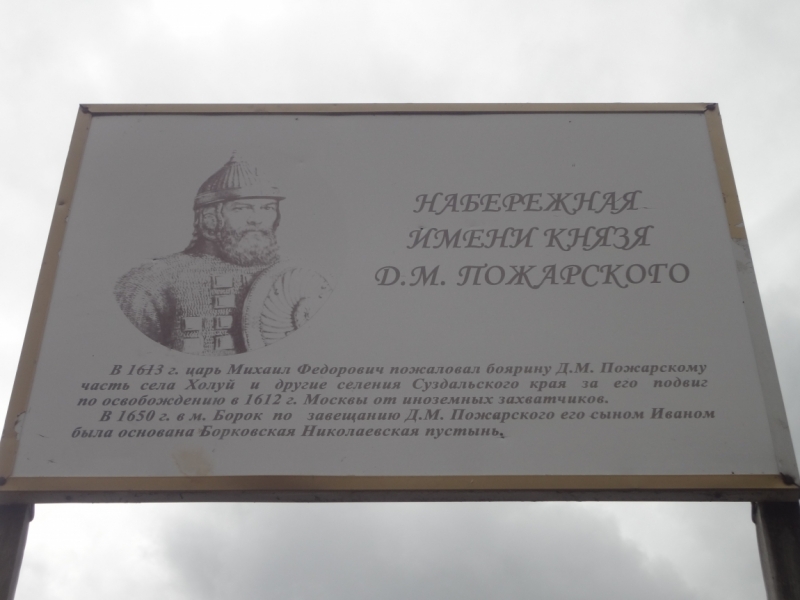 НАБЕРЕЖНАЯ
ИМЕНИ КНЯЗЯ
Д.М. ПОЖАРСКОГО
В 1613 г. царь Михаил Федорович пожаловал боярину Д.М. Пожарскому
часть села Холуй и другие селения Суздальского края за его подвиг
по освобождению в 1612 г. Москвы от иноземных захватчиков.
В 1650 г. в м. Борок по завещанию Д.М. Пожарского его сыном Иваном
была основана Борковская Николаевская пустынь.